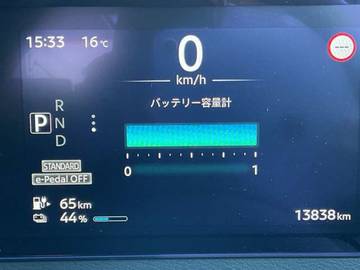 15:33 16℃
0
km/h
---
バッテリー容量計
R
P N
D
0 1
STANDARD
e-Pedal OFF
65km
44%
13838km